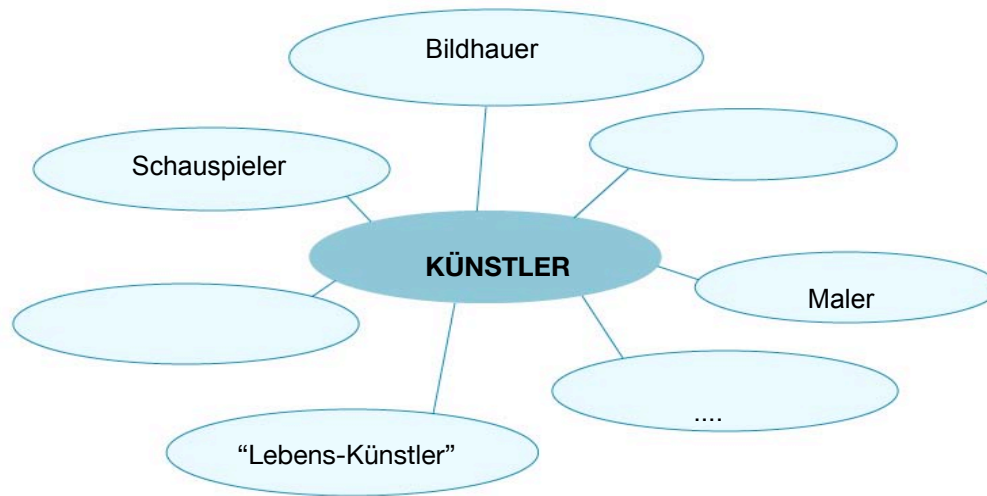 Bildhauer
Schauspieler
KÜNSTLER
Maler
....
“Lebens-Künstler”